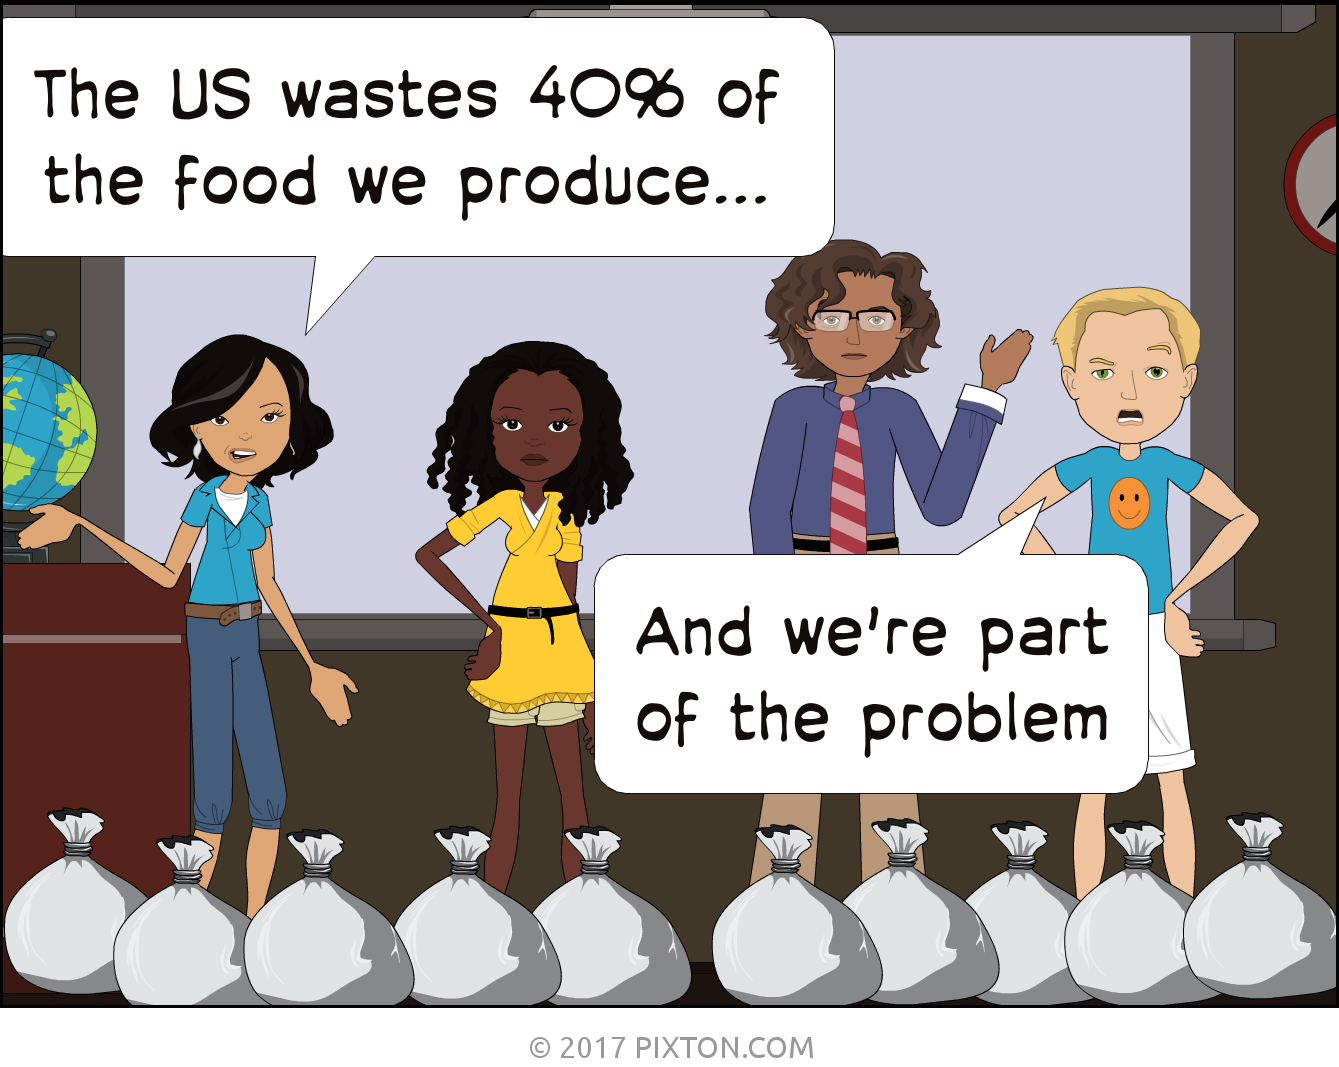 The US wastes 40% of
the food we produce...
And we're part
of the problem
© 2017 PIXTON.COM